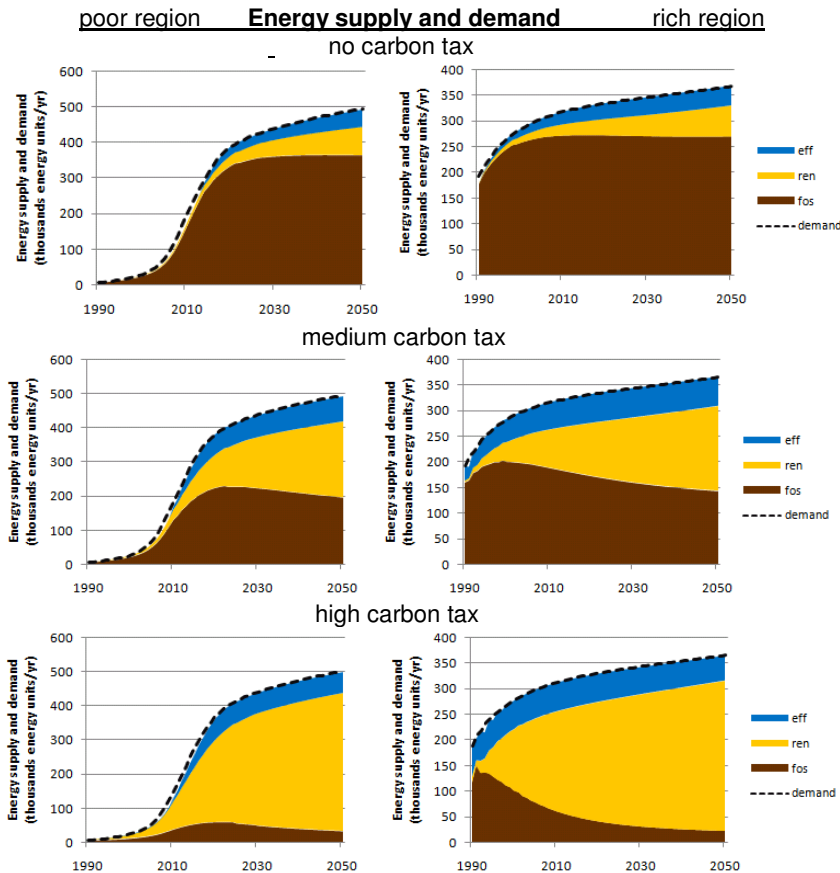 poor region Energy supply and demand rich region
no carbon tax
Energy supply and demand
(thousands energy units/yr)
600
500
400
300
200
100
0
1990 2010 2030 2050
Energy supply and demand
(thousands energy units/yr)
400
350
300
250
200
150
100
50
0
1990 2010 2030 2050
eff
ren
fos
demand
medium carbon tax
Energy supply and demand
(thousands energy units/yr)
600
500
400
300
200
100
0
1990 2010 2030 2050
Energy supply and demand
(thousands energy units/yr)
400
350
300
250
200
150
100
50
0
1990 2010 2030 2050
eff
ren
fos
demand
high carbon tax
Energy supply and demand
(thousands energy units/yr)
600
500
400
300
200
100
0
1990 2010 2030 2050
Energy supply and demand
(thousands energy units/yr)
400
350
300
250
200
150
100
50
0
1990 2010 2030 2050
eff
ren
fos
demand